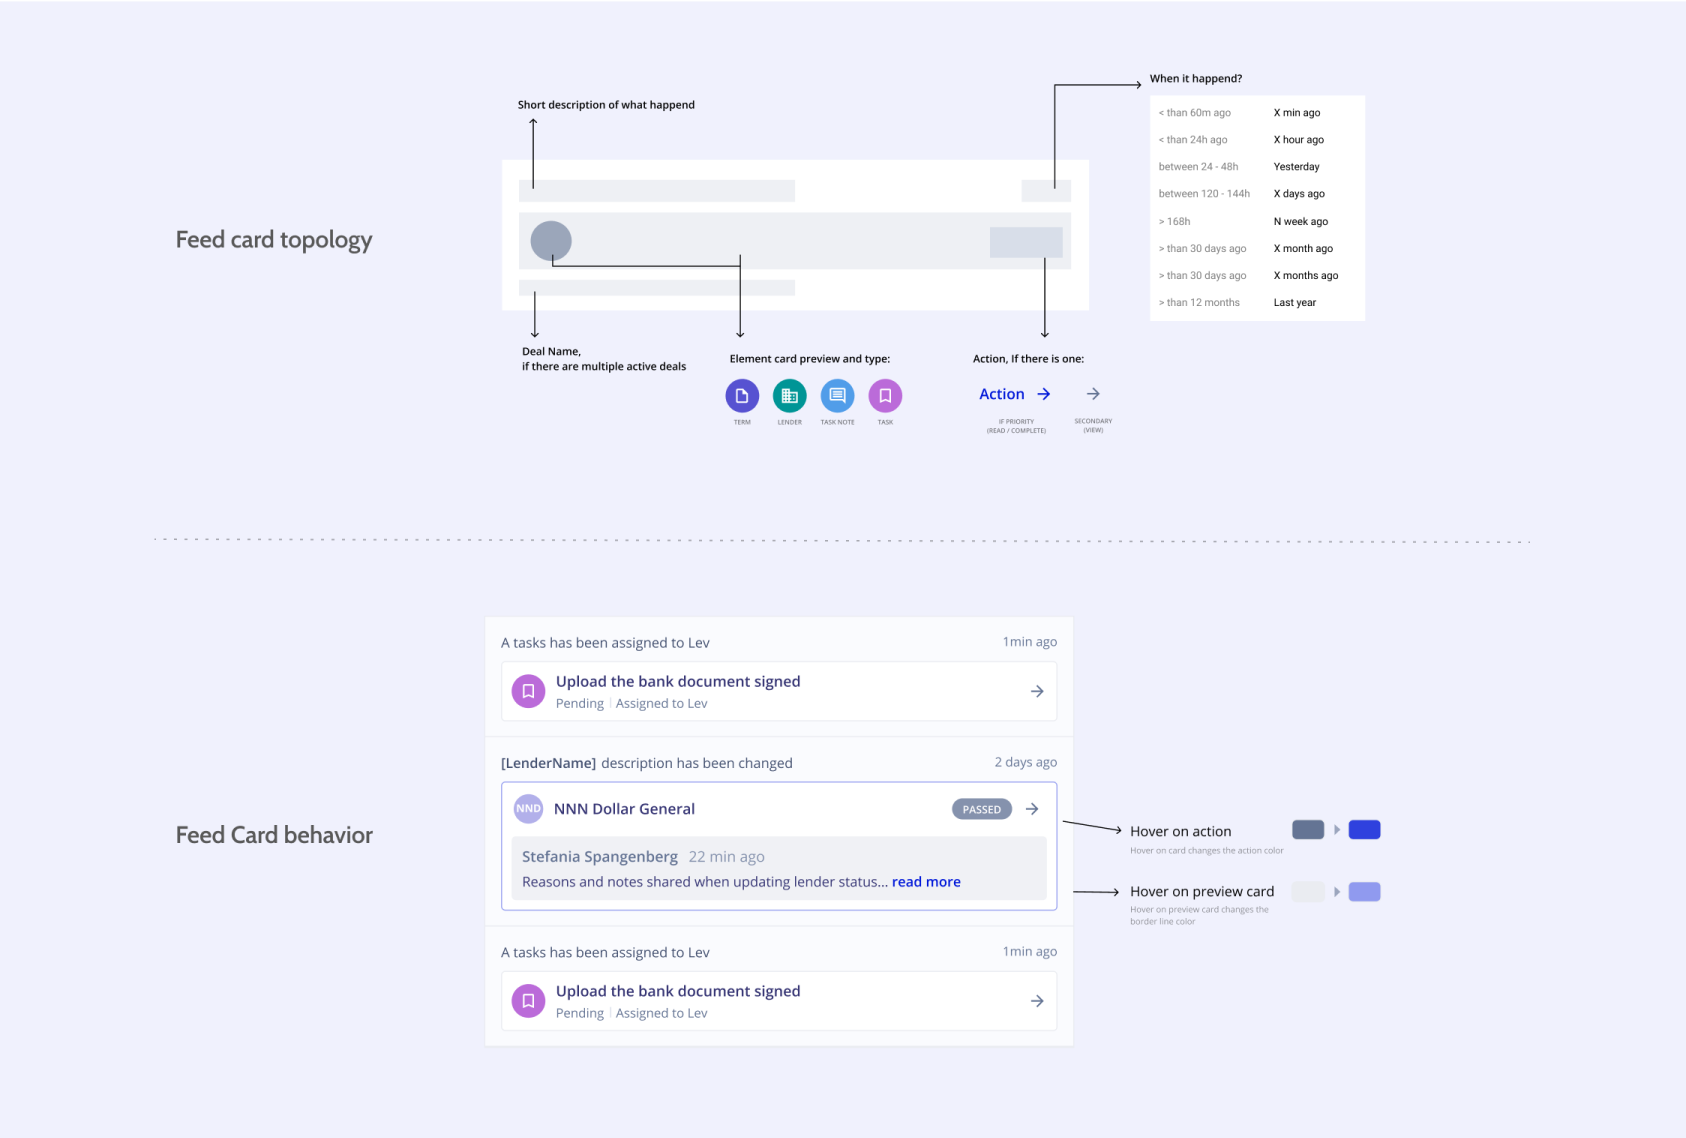 When it happend?
Short description of what happend
< than 60m ago X min ago
< than 24h ago X hour ago
between 24 - 48h Yesterday
between 120 - 144h X days ago
> 168h N week ago
> than 30 days ago X month ago
> than 30 days ago X months ago
> than 12 months Last year
Feed card topology
Deal Name,
if there are multiple active deals
Element card preview and type:
TERM LENDER TASK NOTE TASK
Action, If there is one:
Action
IF PRIORITY
(READ / COMPLETE)
SECONDARY
(VIEW)
Feed Card behavior
A tasks has been assigned to Lev 1min ago
Upload the bank document signed
Pending Assigned to Lev
[LenderName] description has been changed 2 days ago
NND NNN Dollar General PASSED
Stefania Spangenberg 22 min ago
Reasons and notes shared when updating lender status... read more
A tasks has been assigned to Lev 1min ago
Upload the bank document signed
Pending Assigned to Lev
Hover on action
Hover on card changes the action color
Hover on preview card
Hover on preview card changes the
border line color